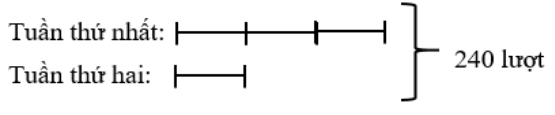 Tuần thứ nhất:
240 lượt
Tuần thứ hai: